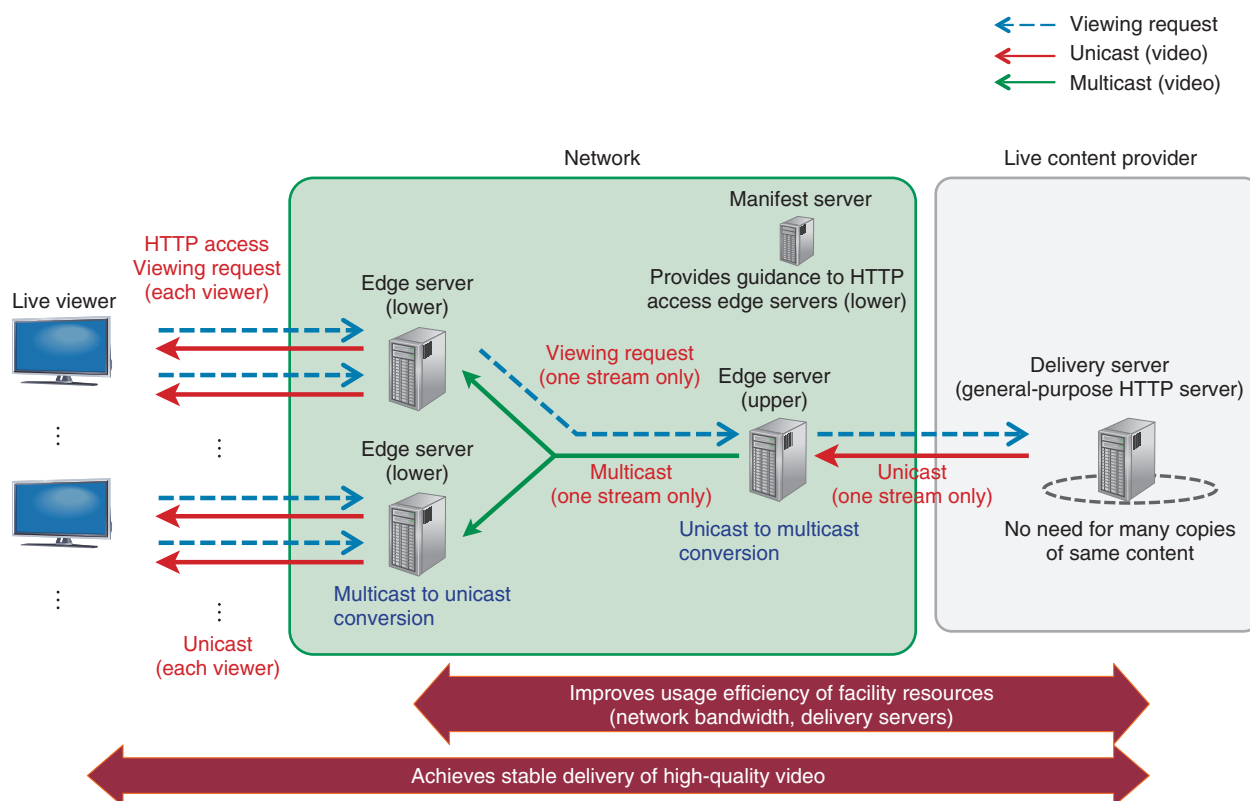 Viewing request
Unicast (video)
Multicast (video)
Network
Live content provider
Manifest server
Provides guidance to HTTP
access edge servers (lower)
HTTP access
Viewing request
(each viewer)
Live viewer
Edge server
(lower)
Viewing request
(one stream only)
Edge server
(upper)
Delivery server
(general-purpose HTTP server)
Edge server
(lower)
Multicast
(one stream only)
Unicast
(one stream only)
Unicast to multicast
conversion
No need for many copies
of same content
Multicast to unicast
conversion
Unicast
(each viewer)
Improves usage efficiency of facility resources
(network bandwidth, delivery servers)
Achieves stable delivery of high-quality video